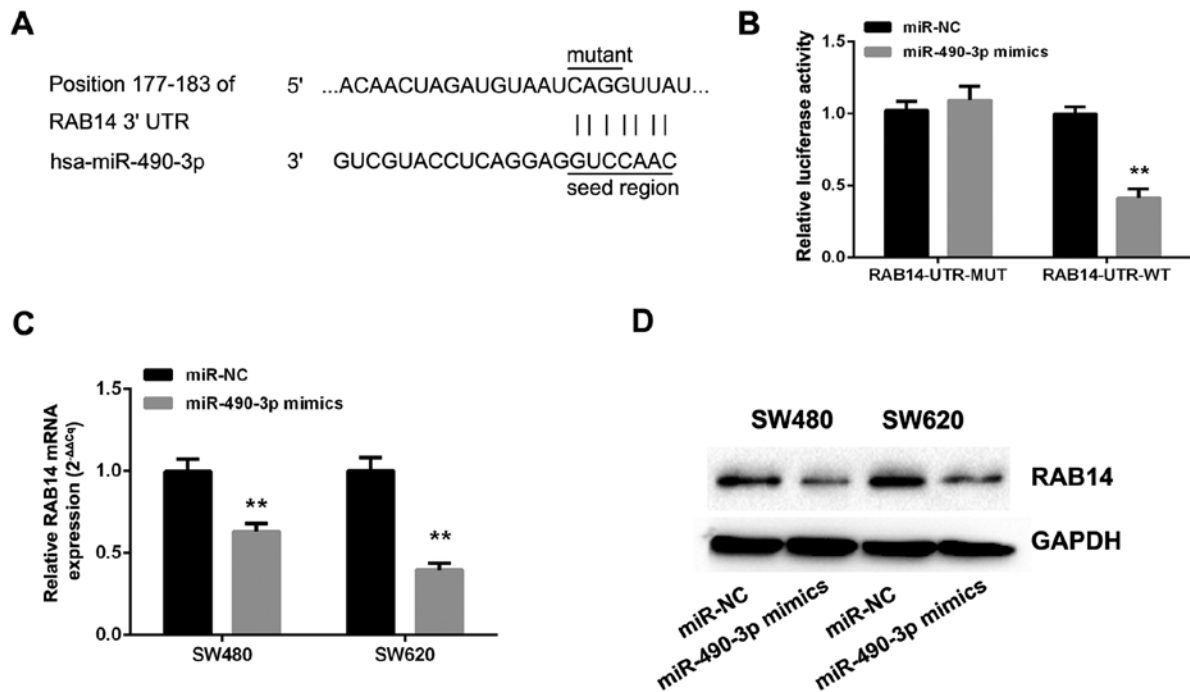 A
mutant
Position 177-183 of 5' ...ACAACUAGAUGUAAUCAGGUUAU...
RAB14 3' UTR
hsa-miR-490-3p 3' GUCGUACCUCAGGAGGUCCAAC
seed region
B
miR-NC
miR-490-3p mimics
Relative luciferase activity
1.5
1.0
0.5
0.0
RAB14-UTR-MUT RAB14-UTR-WT
**
C
miR-NC
miR-490-3p mimics
Relative RAB14 mRNA
expression (2-ΔΔCq)
1.5
1.0
0.5
0.0
**
**
SW480 SW620
D
SW480 SW620
RAB14
GAPDH
miR-NC
miR-490-3p mimics
miR-NC
miR-490-3p mimics